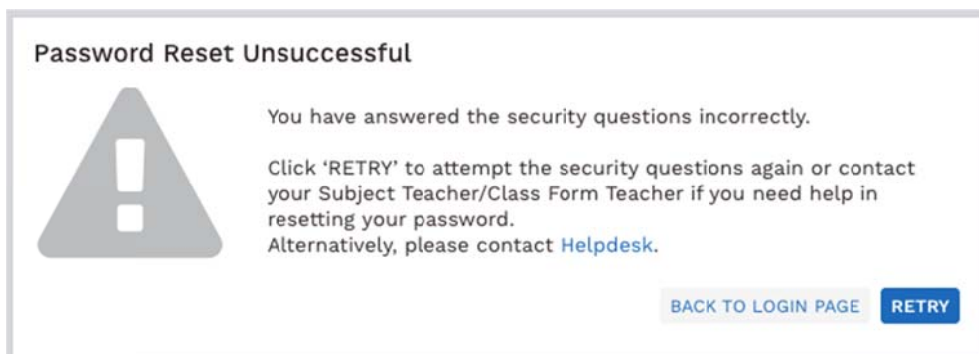 Password Reset Unsuccessful
You have answered the security questions incorrectly.
Click ‘RETRY’ to attempt the security questions again or contact
your Subject Teacher/Class Form Teacher if you need help in
resetting your password.
Alternatively, please contact Helpdesk.
BACK TO LOGIN PAGE RETRY